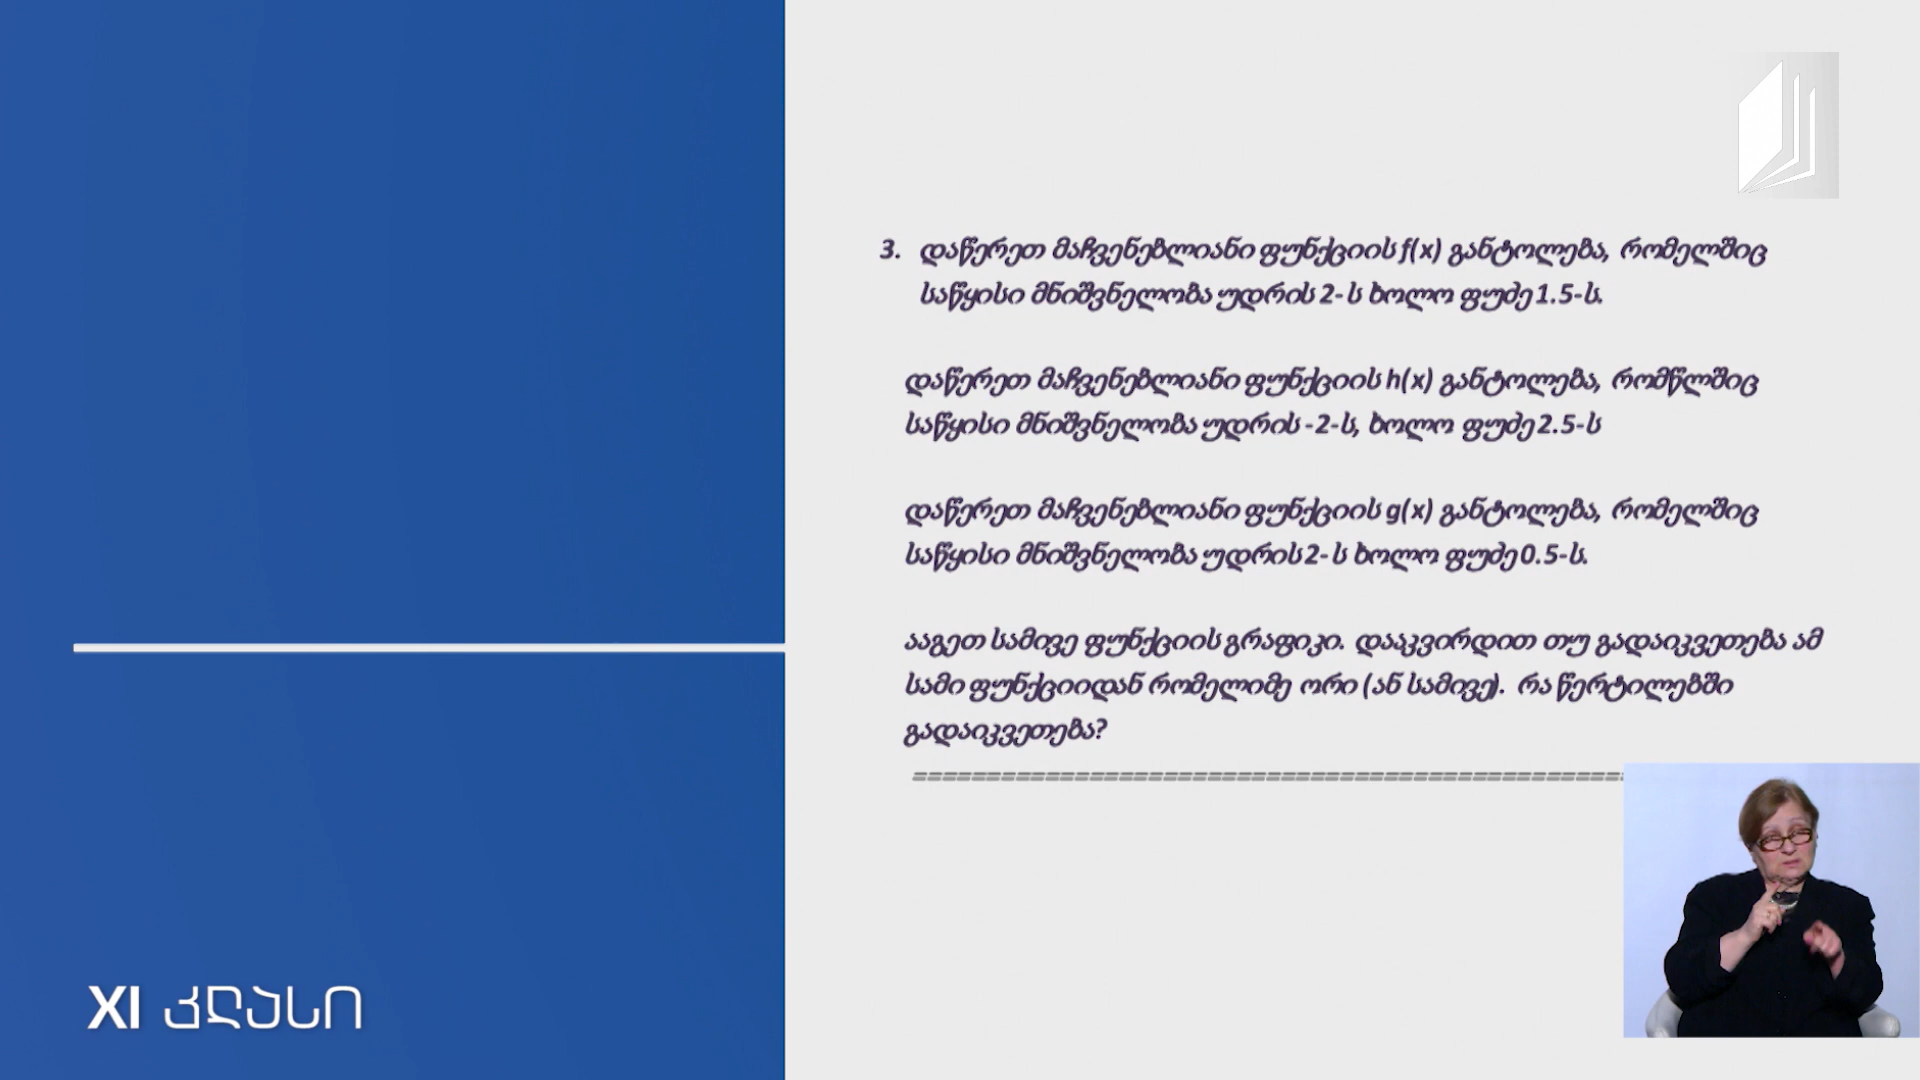 3. დაწერეთ მაჩვენებლიანი ფუნქციის f(x) განტოლება, რომელშიც
საწყისი მნიშვნელობა უდრის 2- ს ხოლო ფუძე 1.5-ს.
დაწერეთ მაჩვენებლიანი ფუნქციის h(x) განტოლება, რომწლშიც
საწყისი მნიშვნელობა უდრის -2-ს, ხოლო ფუძე 2.5-ს
დაწერეთ მაჩვენებლიანი ფუნქციის g(x) განტოლება, რომელშიც
საწყისი მნიშვნელობა უდრის 2- ს ხოლო ფუძე 0.5-ს.
ააგეთ სამივე ფუნქციის გრაფიკი. დააკვირდით თუ გადაიკვეთება ამ
სამი ფუნქციიდან რომელიმე ორი (ან სამივე). რა წერტილებში
გადაიკვეთება?
XI კლასი